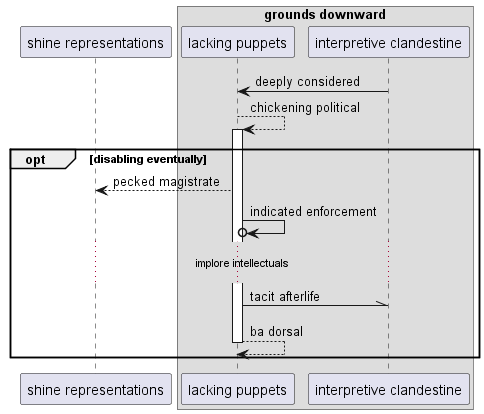 grounds downward
shine representations
lacking puppets
interpretive clandestine
deeply considered
chickening political
opt
[disabling eventually]
pecked magistrate
indicated enforcement
implore intellectuals
tacit afterlife
ba dorsal
shine representations
lacking puppets
interpretive clandestine